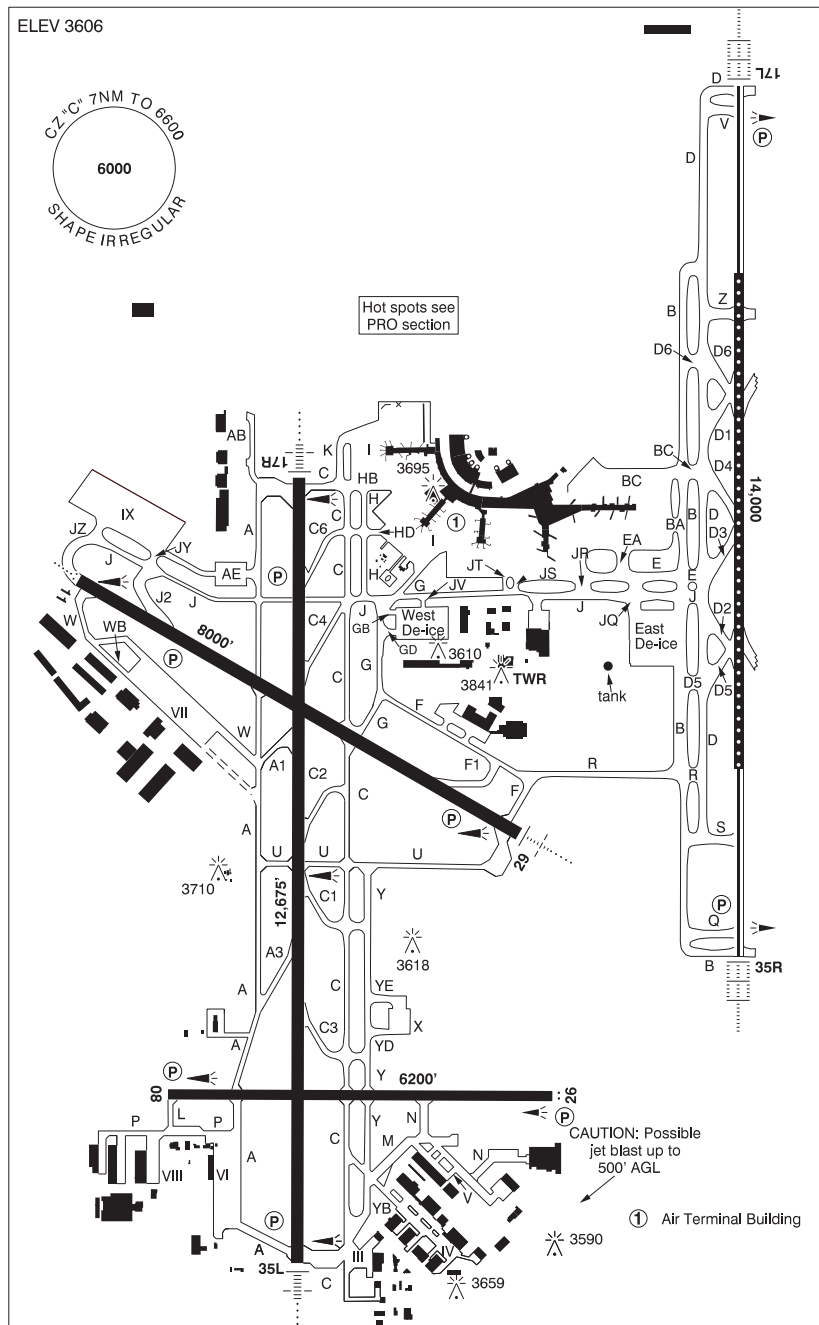 ELEV 3606
17L
D
CZ "C" 7NM TO 6600
6000
SHAPE IRREGULAR
V
P
D
Hot spots see
PRO section
Z
B
D6
D6
AB
17R
K
I
C
3695
HB
H
BC
BC
D1
D4
14,000
IX
A
C
C6
HD
1
I
BA
B
D
D3
JZ
JY
J
AE
P
C
H
JT
JS
JR
EA
E
E
J
G
JV
11
J2
J
C4
J
West
De-ice
GB
GD
3610
J
JQ
East
De-ice
D2
W
WB
P
8000'
C
G
3841
TWR
tank
D5
D5
VII
W
F
G
B
D
A1
C2
C
F1
F
R
R
P
A
S
U
U
U
29
3710
12,675'
C1
Y
P
Q
A3
3618
B
35R
C
A
YE
C3
X
YD
A
P
Y
6200'
08
26
P
L
P
P
Y
N
C
M
CAUTION: Possible
jet blast up to
500' AGL
A
N
VIII
VI
V
YB
1 Air Terminal Building
P
IV
3590
A
III
35L
3659
C